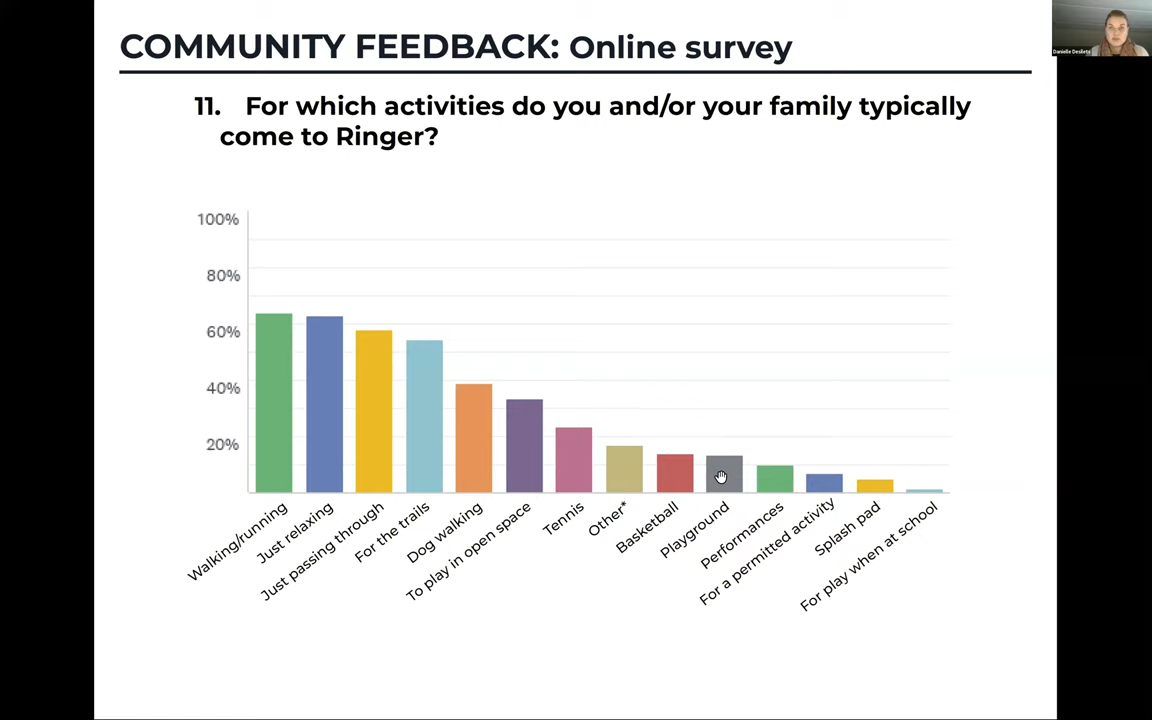 COMMUNITY FEEDBACK: Online survey
Danielle Desilets
11. For which activities do you and/or your family typically
come to Ringer?
100%
80%
60%
40%
20%
Walking/running
Just relaxing
Just passing through
For the trails
Dog walking
To play in open space
Tennis
Other*
Basketball
Playground
Performances
For a permitted activity
Splash pad
For play when at school